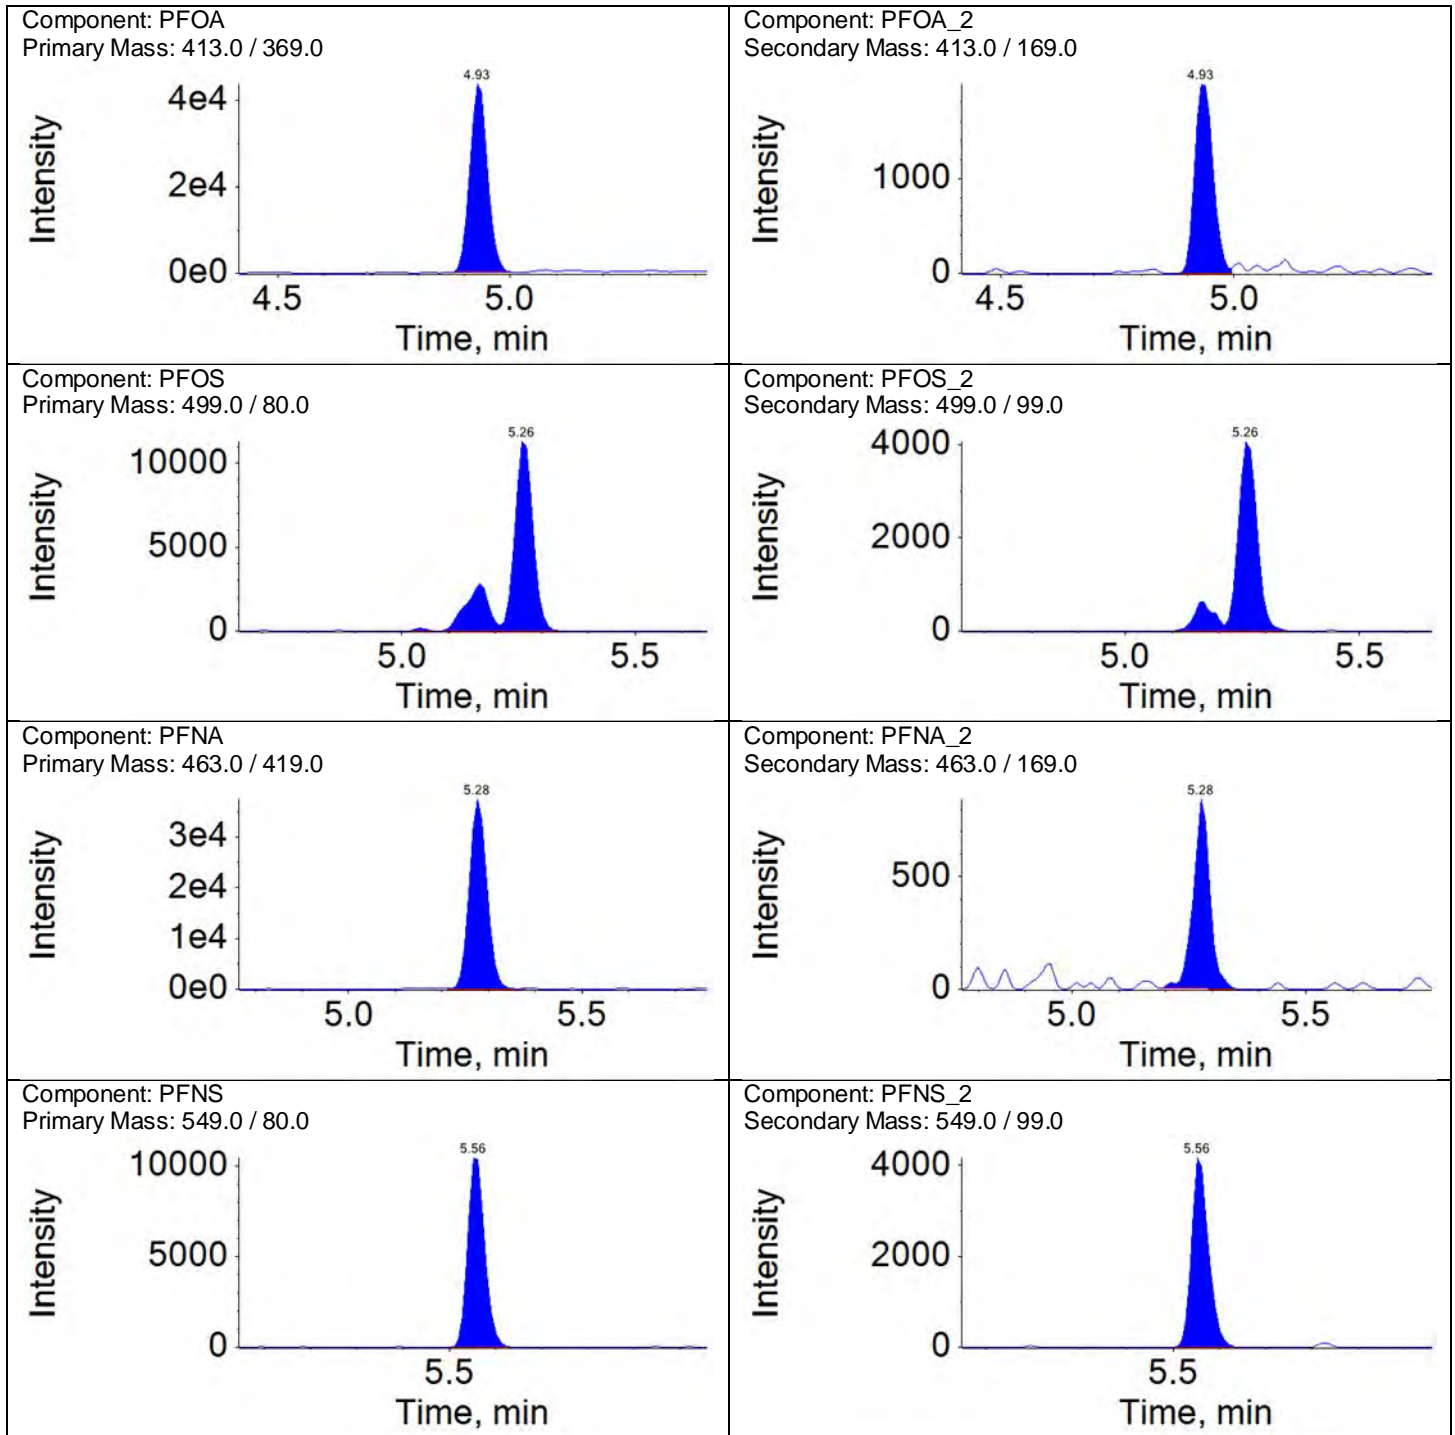 Component: PFOA
Primary Mass: 413.0 / 369.0
4.93
4e4
2e4
0e0
Intensity
4.5 5.0
Time, min
Component: PFOA_2
Secondary Mass: 413.0 / 169.0
4.93
1000
0
Intensity
4.5 5.0
Time, min
Component: PFOS
Primary Mass: 499.0 / 80.0
5.26
10000
5000
0
Intensity
5.0 5.5
Time, min
Component: PFOS_2
Secondary Mass: 499.0 / 99.0
5.26
4000
2000
0
Intensity
5.0 5.5
Time, min
Component: PFNA
Primary Mass: 463.0 / 419.0
5.28
3e4
2e4
1e4
0e0
Intensity
5.0 5.5
Time, min
Component: PFNA_2
Secondary Mass: 463.0 / 169.0
5.28
500
0
Intensity
5.0 5.5
Time, min
Component: PFNS
Primary Mass: 549.0 / 80.0
5.56
10000
5000
0
Intensity
5.5
Time, min
Component: PFNS_2
Secondary Mass: 549.0 / 99.0
5.56
4000
2000
0
Intensity
5.5
Time, min